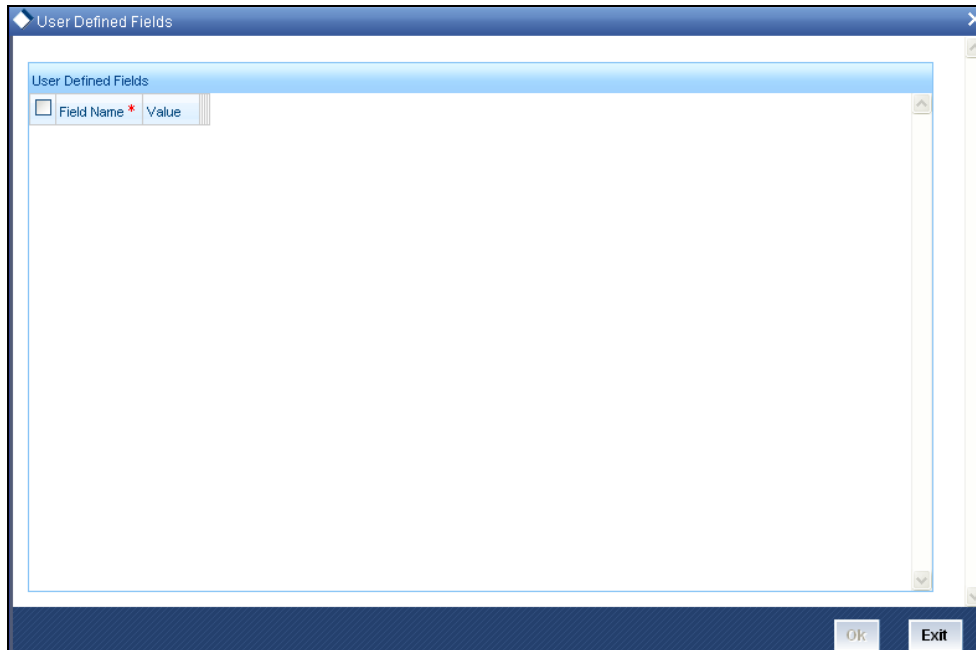 User Defined Fields
User Defined Fields
Field Name * Value
Ok Exit